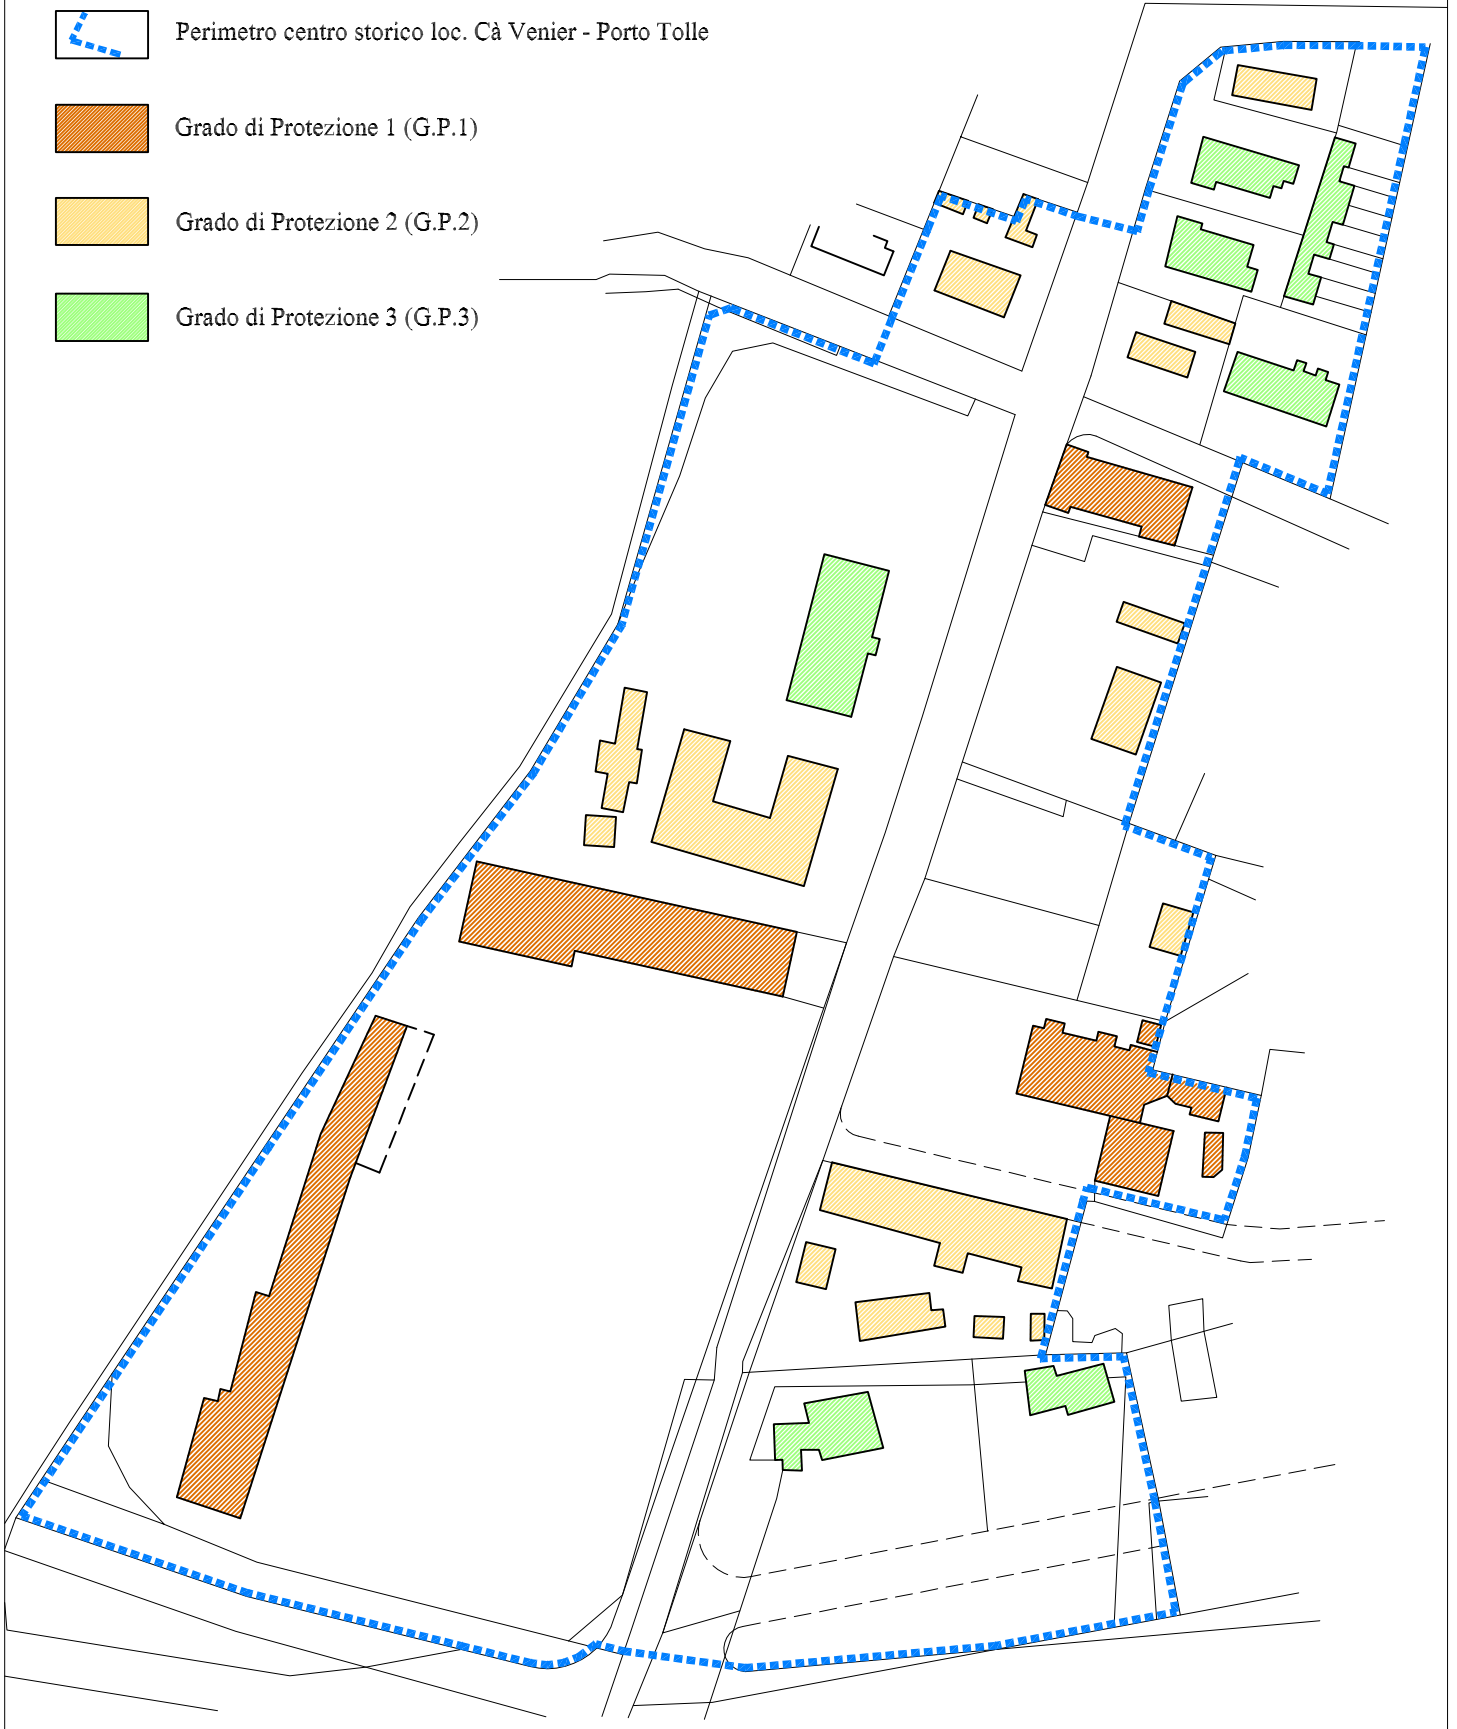 Perimetro centro storico loc. Cà Venier - Porto Tolle
Grado di Protezione 1 (G.P.1)
Grado di Protezione 2 (G.P.2)
Grado di Protezione 3 (G.P.3)